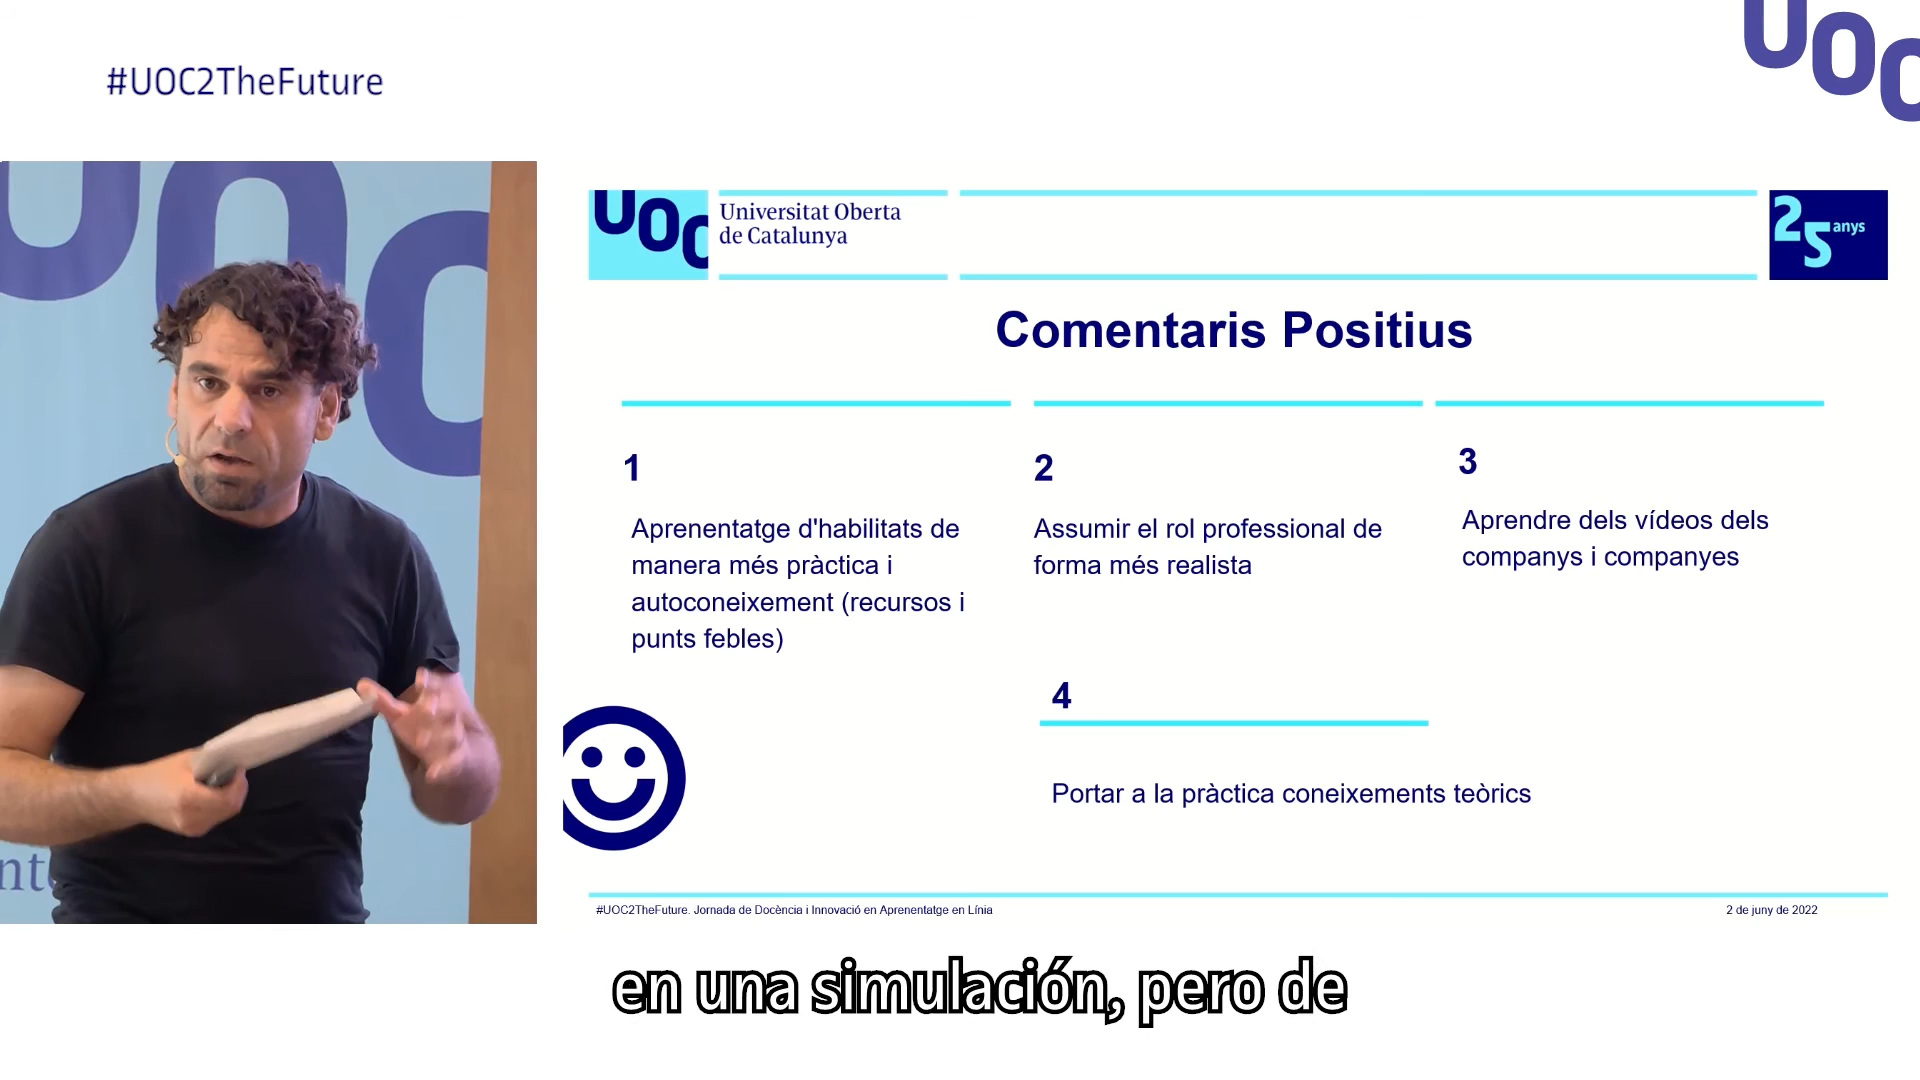 #UOC2TheFuture
UOC
UOC
Universitat Oberta
de Catalunya
25 anys
Comentaris Positius
1
Aprenentatge d'habilitats de
manera més pràctica i
autoconeixement (recursos i
punts febles)
2
Assumir el rol professional de
forma més realista
3
Aprendre dels vídeos dels
companys i companyes
4
Portar a la pràctica coneixements teòrics
#UOC2TheFuture. Jornada de Docència i Innovació en Aprenentatge en Línia
2 de juny de 2022
en una simulación, pero de